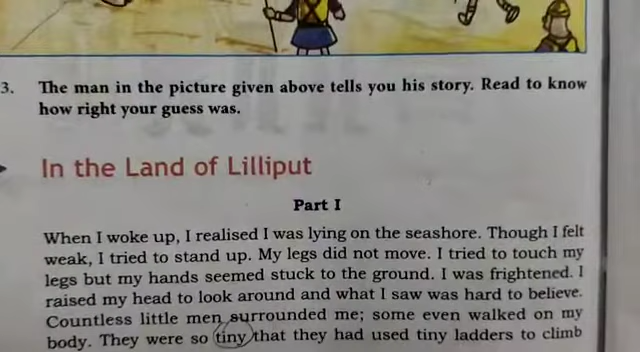 3. The man in the picture given above tells you his story. Read to know
how right your guess was.
In the Land of Lilliput
Part I
When I woke up, I realised I was lying on the seashore. Though I felt
weak, I tried to stand up. My legs did not move. I tried to touch my
legs but my hands seemed stuck to the ground. I was frightened. I
raised my head to look around and what I saw was hard to believe.
Countless little men surrounded me; some even walked on my
body. They were so tiny that they had used tiny ladders to climb